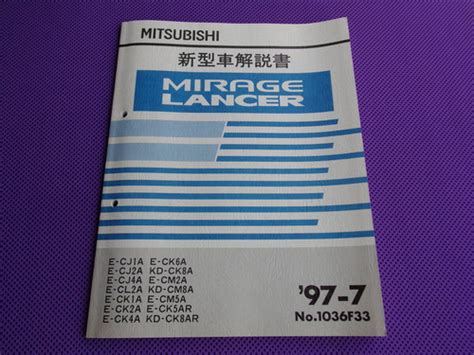 MITSUBISHI
新型車解説書
MIRAGE
LANCER
E-CJ1A E-CK6A
E-CJ2A KD-CK8A
E-CJ4A E-CM2A
E-CL2A KD-CM8A
E-CK1A E-CM5A
E-CK2A E-CK5AR
E-CK4A KD-CK8AR
'97-7
No.1036F33